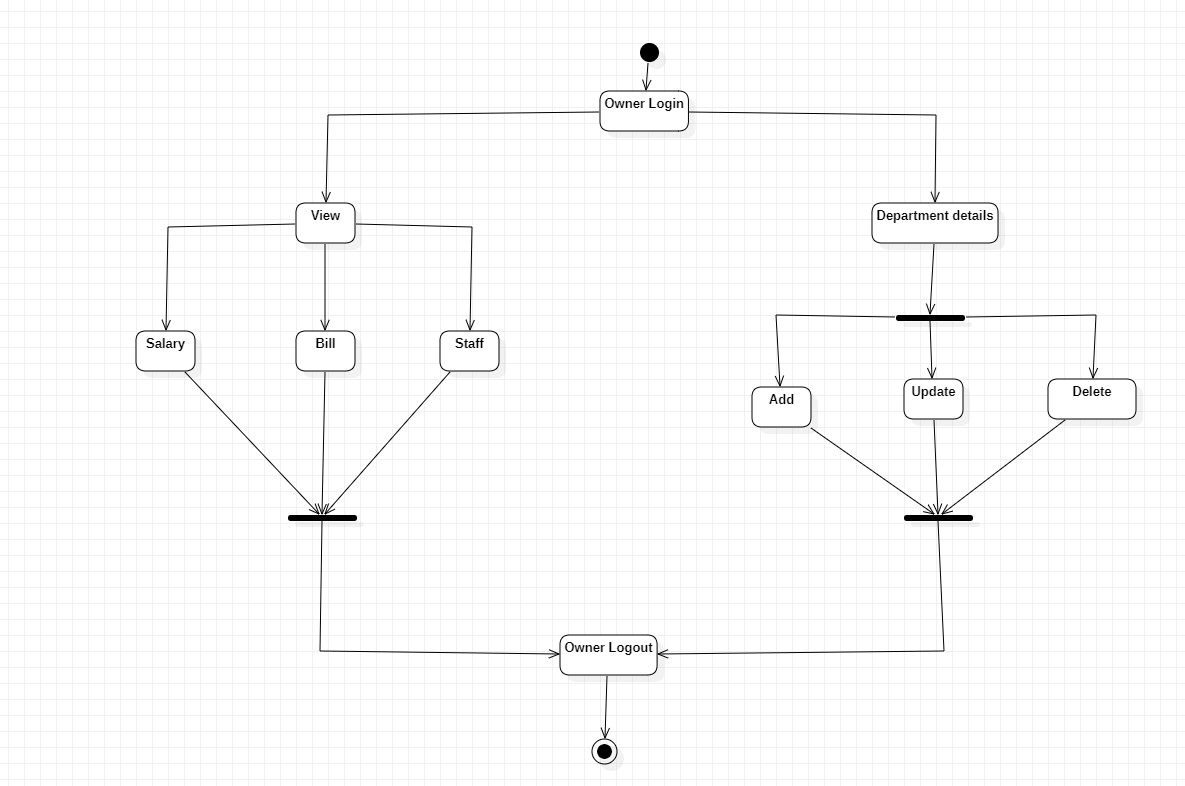 Owner Login
View
Department details
Salary
Bill
Staff
Add
Update
Delete
Owner Logout